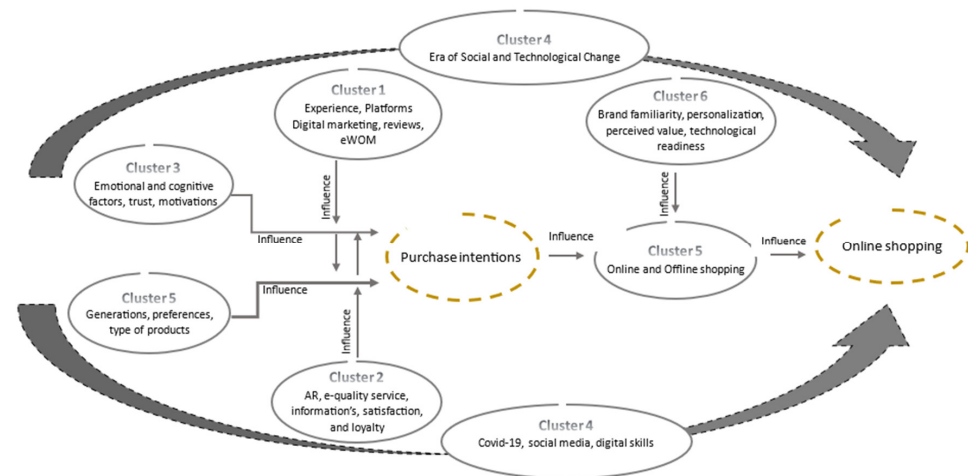 Cluster 4
Era of Social and Technological Change
Cluster 1
Experience, Platforms
Digital marketing, reviews,
eWOM
Cluster 6
Brand familiarity, personalization,
perceived value, technological
readiness
Cluster 3
Emotional and cognitive
factors, trust, motivations
Influence
Influence
Influence
Purchase intentions
Influence
Cluster 5
Online and Offline shopping
Influence
Online shopping
Cluster 5
Generations, preferences,
type of products
Influence
Influence
Cluster 2
AR, e-quality service,
information's, satisfaction,
and loyalty
Cluster 4
Covid-19, social media, digital skills